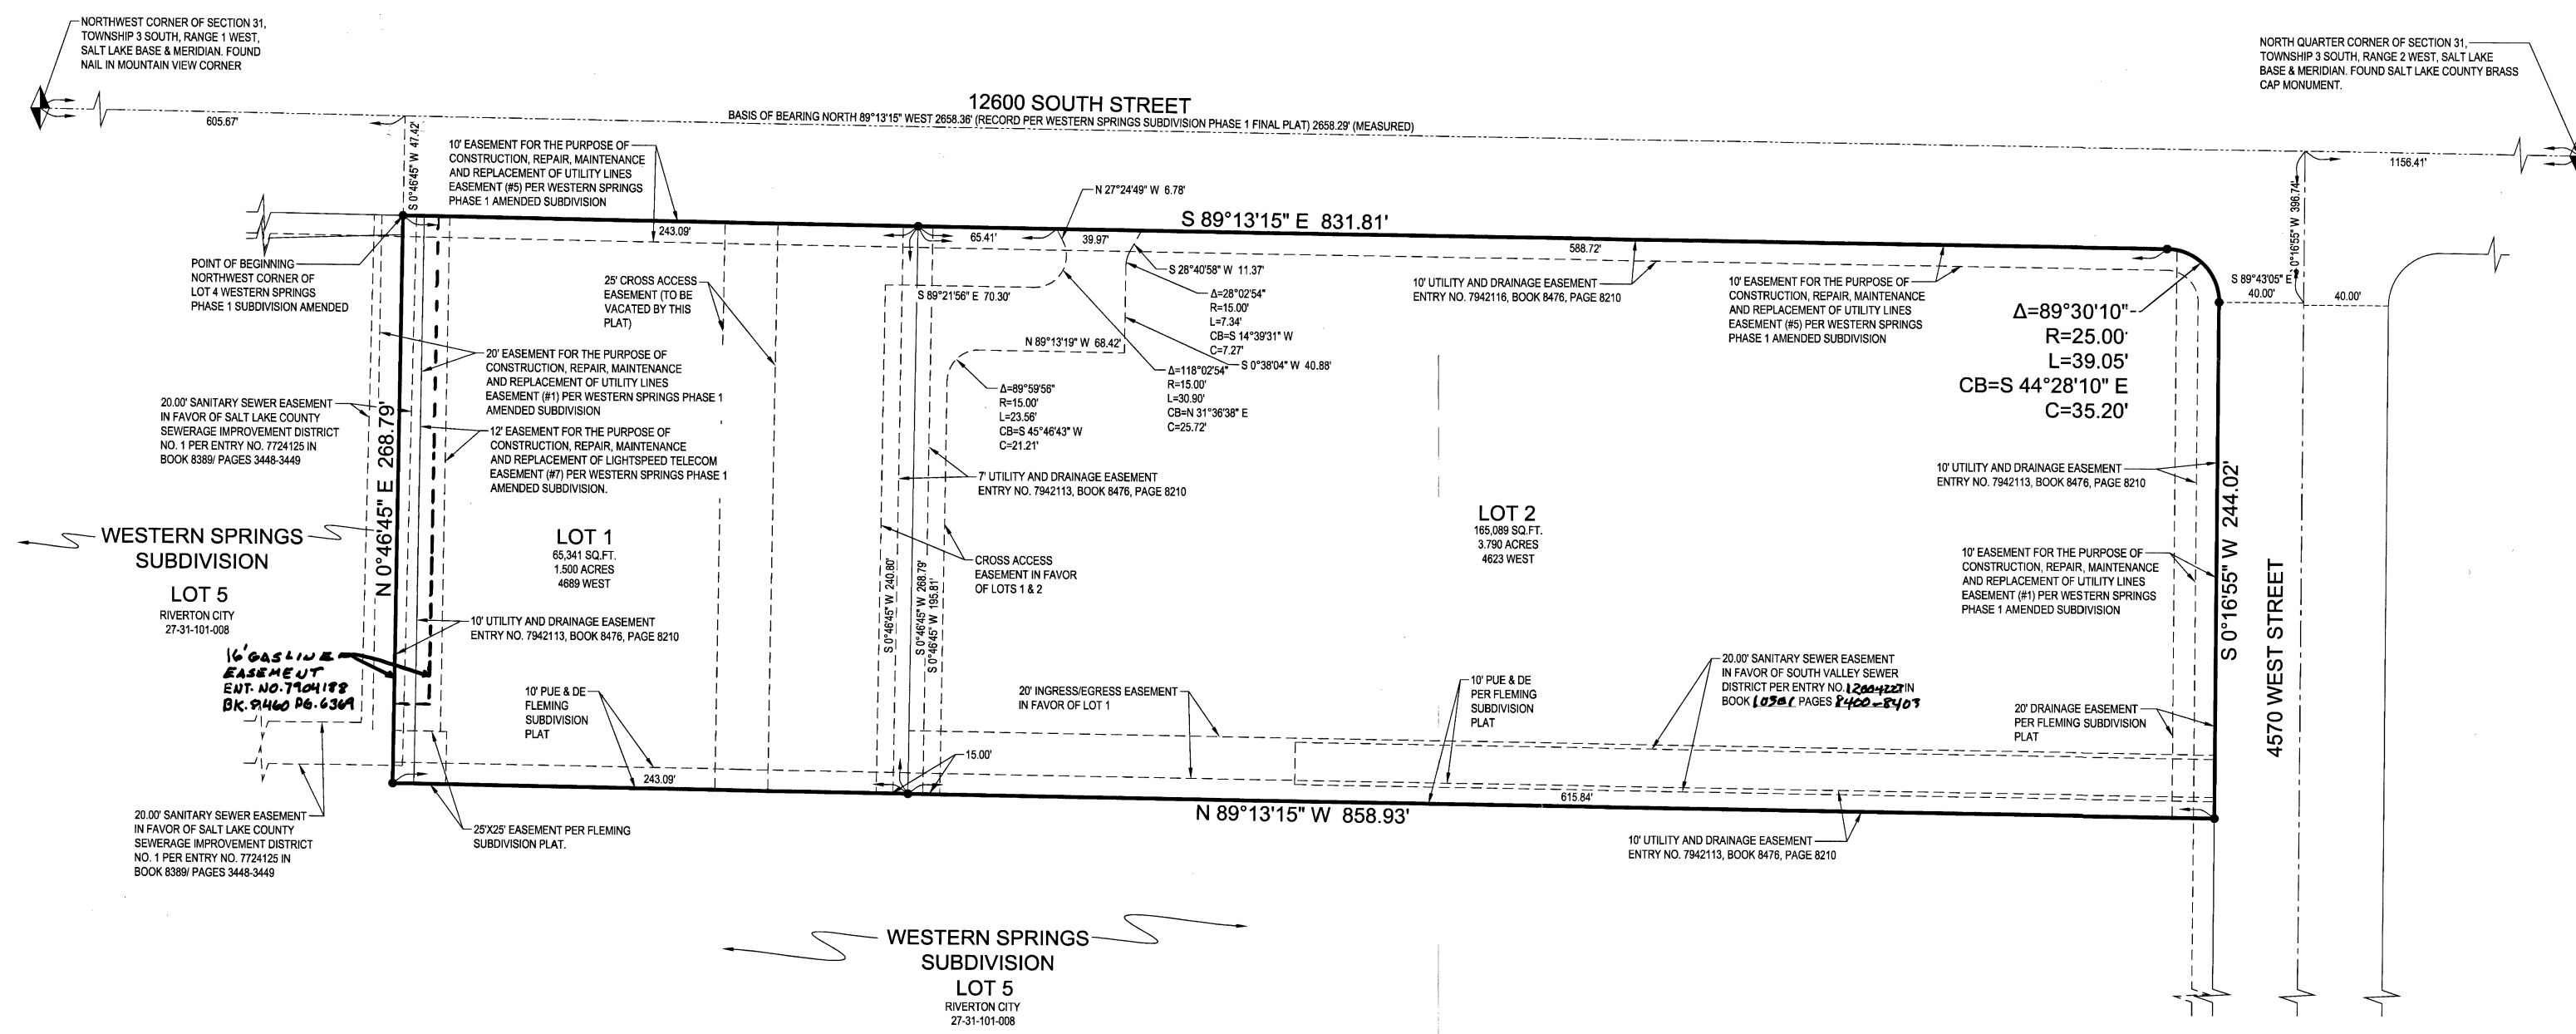 NORTHWEST CORNER OF SECTION 31,
TOWNSHIP 3 SOUTH, RANGE 1 WEST,
SALT LAKE BASE & MERIDIAN. FOUND
NAIL IN MOUNTAIN VIEW CORNER
NORTH QUARTER CORNER OF SECTION 31,
TOWNSHIP 3 SOUTH, RANGE 2 WEST, SALT LAKE
BASE & MERIDIAN. FOUND SALT LAKE COUNTY BRASS
CAP MONUMENT.
12600 SOUTH STREET
BASIS OF BEARING NORTH 89°13'15" WEST 2658.36' (RECORD PER WESTERN SPRINGS SUBDIVISION PHASE 1 FINAL PLAT) 2658.29' (MEASURED)
605.67'
1156.41'
S 0°46'45" W 47.42'
10' EASEMENT FOR THE PURPOSE OF
CONSTRUCTION, REPAIR, MAINTENANCE
AND REPLACEMENT OF UTILITY LINES
EASEMENT (#5) PER WESTERN SPRINGS
PHASE 1 AMENDED SUBDIVISION
N 27°24'49" W 6.78'
S 89°13'15" E 831.81'
243.09'
65.41'
39.97'
588.72'
S 0°16'55" W 396.74'
S 89°43'05" E
40.00'
40.00'
POINT OF BEGINNING
NORTHWEST CORNER OF
LOT 4 WESTERN SPRINGS
PHASE 1 SUBDIVISION AMENDED
25' CROSS ACCESS
EASEMENT (TO BE
VACATED BY THIS
PLAT)
S 89°21'56" E 70.30'
S 28°40'58" W 11.37'
Δ=28°02'54"
R=15.00'
L=7.34'
CB=S 14°39'31" W
C=7.27'
10' UTILITY AND DRAINAGE EASEMENT
ENTRY NO. 7942116, BOOK 8476, PAGE 8210
10' EASEMENT FOR THE PURPOSE OF
CONSTRUCTION, REPAIR, MAINTENANCE
AND REPLACEMENT OF UTILITY LINES
EASEMENT (#5) PER WESTERN SPRINGS
PHASE 1 AMENDED SUBDIVISION
Δ=89°30'10"
R=25.00'
L=39.05'
CB=S 44°28'10" E
C=35.20'
20' EASEMENT FOR THE PURPOSE OF
CONSTRUCTION, REPAIR, MAINTENANCE
AND REPLACEMENT OF UTILITY LINES
EASEMENT (#1) PER WESTERN SPRINGS PHASE 1
AMENDED SUBDIVISION
N 89°13'19" W 68.42'
S 0°38'04" W 40.88'
Δ=118°02'54"
R=15.00'
L=30.90'
CB=N 31°36'38" E
C=25.72'
Δ=89°59'56"
R=15.00'
L=23.56'
CB=S 45°46'43" W
C=21.21'
20.00' SANITARY SEWER EASEMENT
IN FAVOR OF SALT LAKE COUNTY
SEWERAGE IMPROVEMENT DISTRICT
NO. 1 PER ENTRY NO. 7724125 IN
BOOK 8389/ PAGES 3448-3449
N 0°46'45" E 268.79'
12' EASEMENT FOR THE PURPOSE OF
CONSTRUCTION, REPAIR, MAINTENANCE
AND REPLACEMENT OF LIGHTSPEED TELECOM
EASEMENT (#7) PER WESTERN SPRINGS PHASE 1
AMENDED SUBDIVISION.
7' UTILITY AND DRAINAGE EASEMENT
ENTRY NO. 7942113, BOOK 8476, PAGE 8210
10' UTILITY AND DRAINAGE EASEMENT
ENTRY NO. 7942113, BOOK 8476, PAGE 8210
WESTERN SPRINGS
SUBDIVISION
LOT 5
RIVERTON CITY
27-31-101-008
LOT 1
65,341 SQ.FT.
1.500 ACRES
4689 WEST
LOT 2
165,089 SQ.FT.
3.790 ACRES
4623 WEST
CROSS ACCESS
EASEMENT IN FAVOR
OF LOTS 1 & 2
S 0°46'45" W 240.80'
S 0°46'45" W 268.79'
S 0°46'45" W 195.81'
10' EASEMENT FOR THE PURPOSE OF
CONSTRUCTION, REPAIR, MAINTENANCE
AND REPLACEMENT OF UTILITY LINES
EASEMENT (#1) PER WESTERN SPRINGS
PHASE 1 AMENDED SUBDIVISION
S 0°16'55" W 244.02'
4570 WEST STREET
10' UTILITY AND DRAINAGE EASEMENT
ENTRY NO. 7942113, BOOK 8476, PAGE 8210
16' GASLINE
EASEMENT
ENT. NO. 7904188
BK. 8460 PG. 6369
10' PUE & DE
FLEMING
SUBDIVISION
PLAT
20' INGRESS/EGRESS EASEMENT
IN FAVOR OF LOT 1
10' PUE & DE
PER FLEMING
SUBDIVISION
PLAT
20.00' SANITARY SEWER EASEMENT
IN FAVOR OF SOUTH VALLEY SEWER
DISTRICT PER ENTRY NO. IN
BOOK PAGES 8400-8403
20' DRAINAGE EASEMENT
PER FLEMING SUBDIVISION
PLAT
15.00'
243.09'
615.84'
N 89°13'15" W 858.93'
20.00' SANITARY SEWER EASEMENT
IN FAVOR OF SALT LAKE COUNTY
SEWERAGE IMPROVEMENT DISTRICT
NO. 1 PER ENTRY NO. 7724125 IN
BOOK 8389/ PAGES 3448-3449
25'X25' EASEMENT PER FLEMING
SUBDIVISION PLAT.
10' UTILITY AND DRAINAGE EASEMENT
ENTRY NO. 7942113, BOOK 8476, PAGE 8210
WESTERN SPRINGS
SUBDIVISION
LOT 5
RIVERTON CITY
27-31-101-008